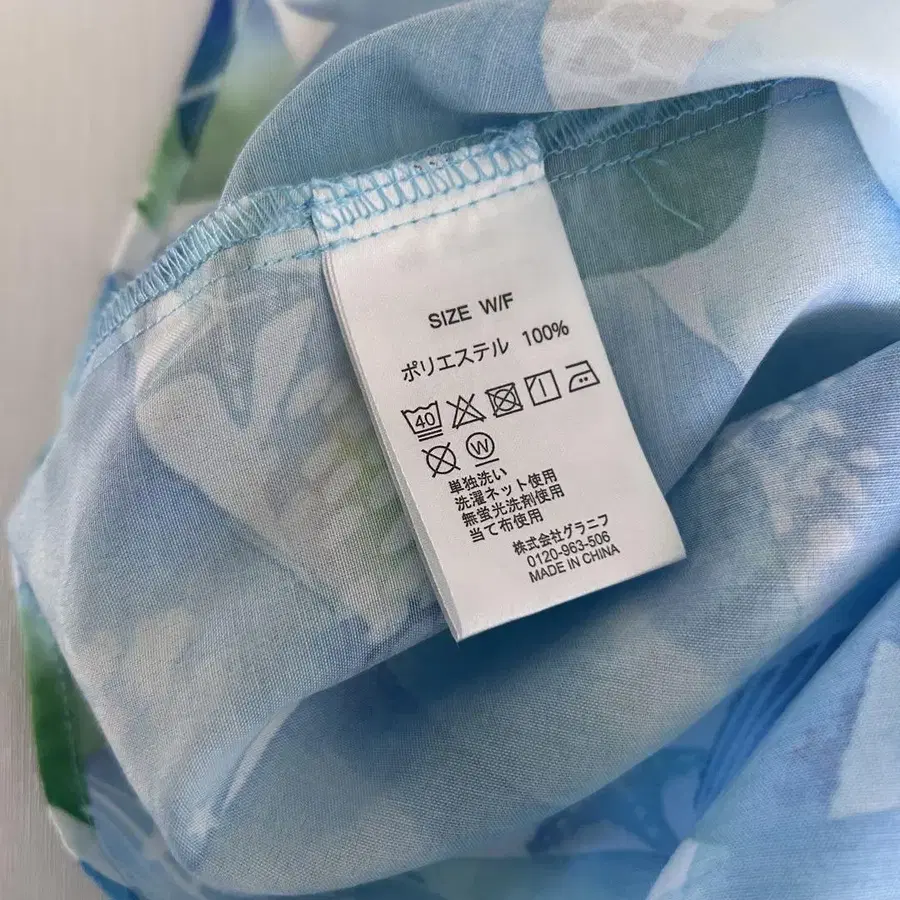 SIZE W/F
ポリエステル 100%
40
W
単独洗い
洗濯ネット使用
無蛍光洗剤使用
当て布使用
株式会社グラニフ
0120-963-506
MADE IN CHINA